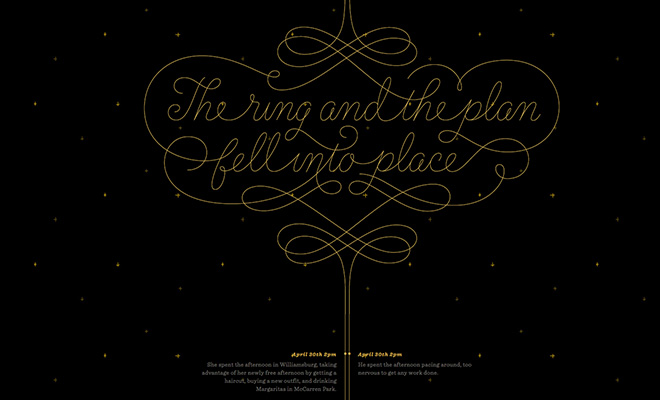 The ring and the plan
fell into place
April 30th 2pm
She spent the afternoon in Williamsburg, taking
advantage of her newly free afternoon by getting a
haircut, buying a new outfit, and drinking
Margaritas in McCarren Park.
April 30th 2pm
He spent the afternoon pacing around, too
nervous to get any work done.